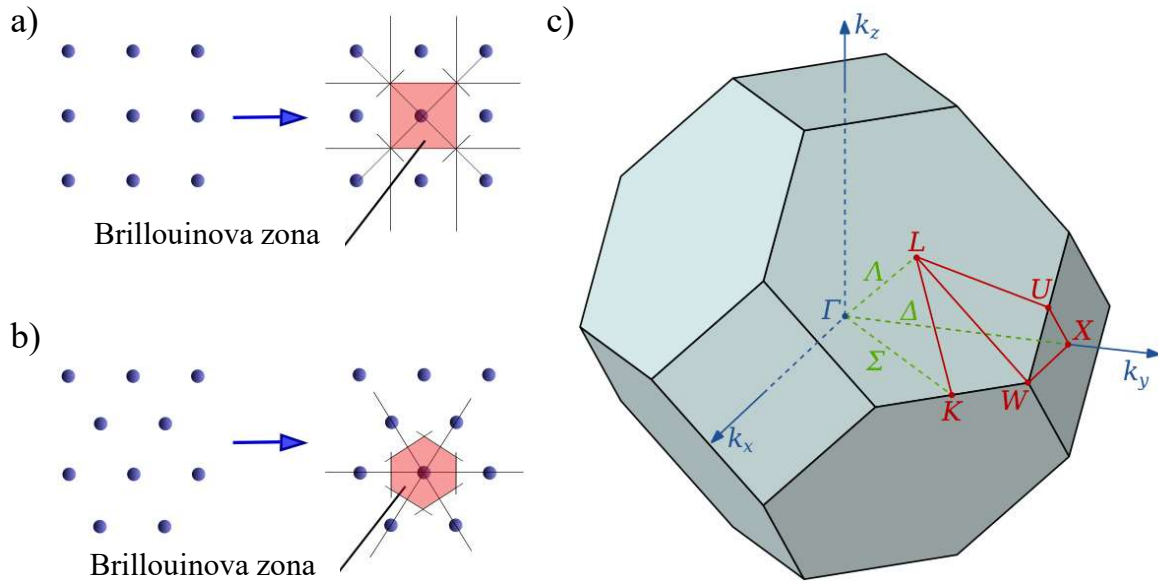 a)
Brillouinova zona
b)
Brillouinova zona
c)
k_z
L
Λ
U
Γ
Δ
X
Σ
k_y
K
W
k_x